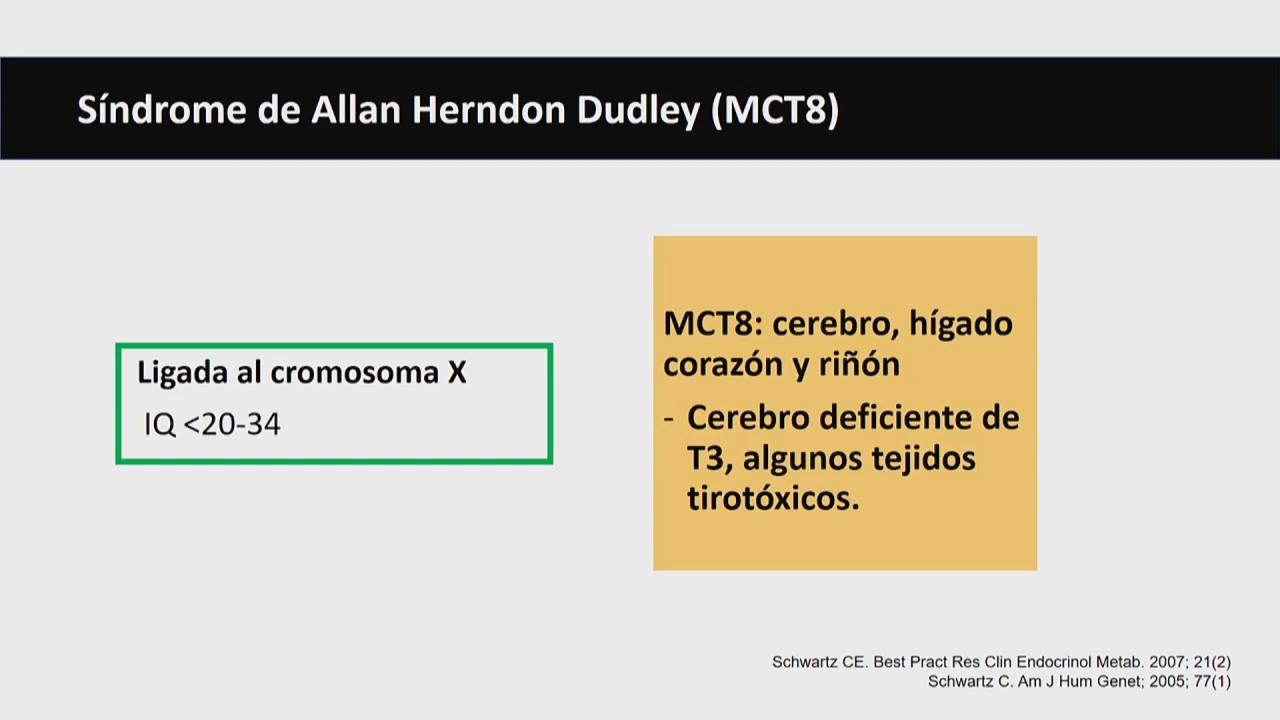 Síndrome de Allan Herndon Dudley (MCT8)
Ligada al cromosoma X
IQ <20-34
MCT8: cerebro, hígado
corazón y riñón
- Cerebro deficiente de
T3, algunos tejidos
tirotóxicos.
Schwartz CE. Best Pract Res Clin Endocrinol Metab. 2007; 21(2)
Schwartz C. Am J Hum Genet; 2005; 77(1)